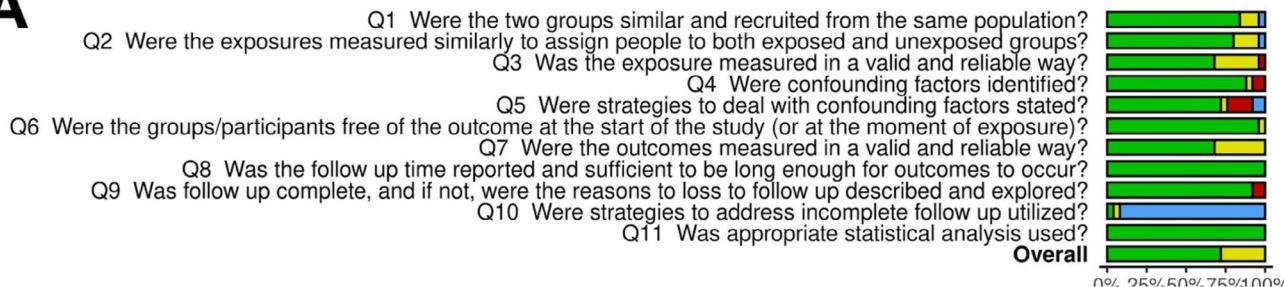 A
Q1 Were the two groups similar and recruited from the same population?
Q2 Were the exposures measured similarly to assign people to both exposed and unexposed groups?
Q3 Was the exposure measured in a valid and reliable way?
Q4 Were confounding factors identified?
Q5 Were strategies to deal with confounding factors stated?
Q6 Were the groups/participants free of the outcome at the start of the study (or at the moment of exposure)?
Q7 Were the outcomes measured in a valid and reliable way?
Q8 Was the follow up time reported and sufficient to be long enough for outcomes to occur?
Q9 Was follow up complete, and if not, were the reasons to loss to follow up described and explored?
Q10 Were strategies to address incomplete follow up utilized?
Q11 Was appropriate statistical analysis used?
Overall
0% 25% 50% 75% 100%